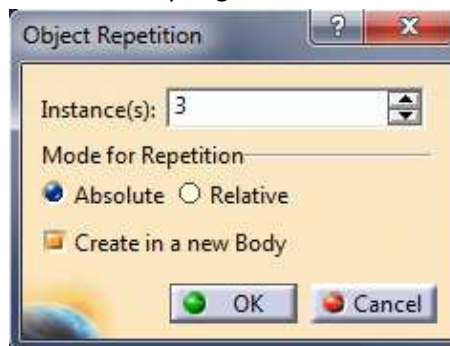 Object Repetition ? X
Instance(s): 3
Mode for Repetition
Absolute Relative
Create in a new Body
OK Cancel